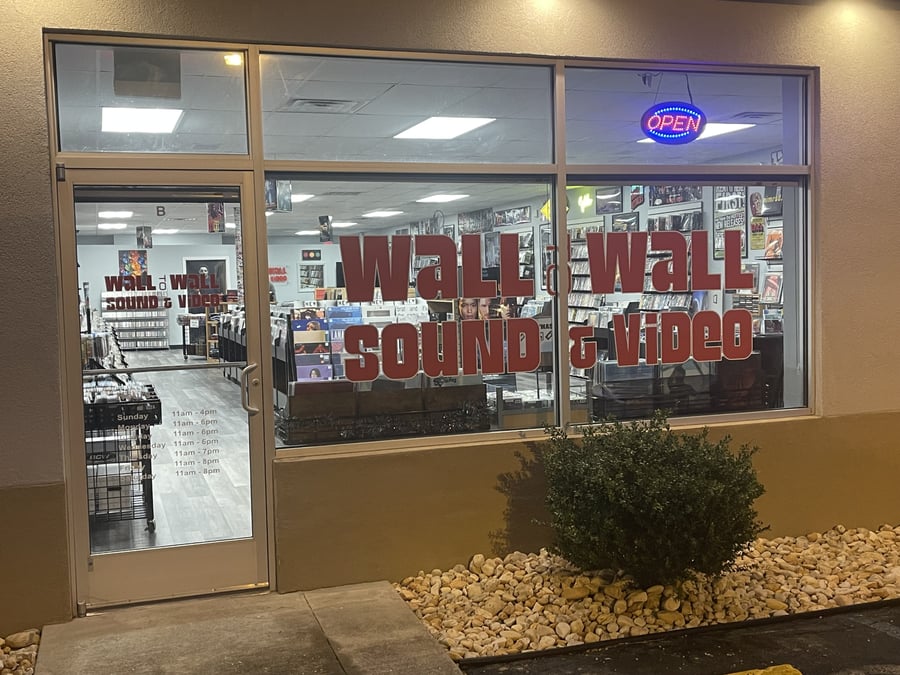 OPEN
B
WALL TO WALL
SOUND & ViDEO
WALL TO WALL
SOUND & ViDEO
Sunday 11am - 4pm
11am - 6pm
11am - 6pm
Wednesday 11am - 6pm
11am - 7pm
11am - 8pm
11am - 8pm